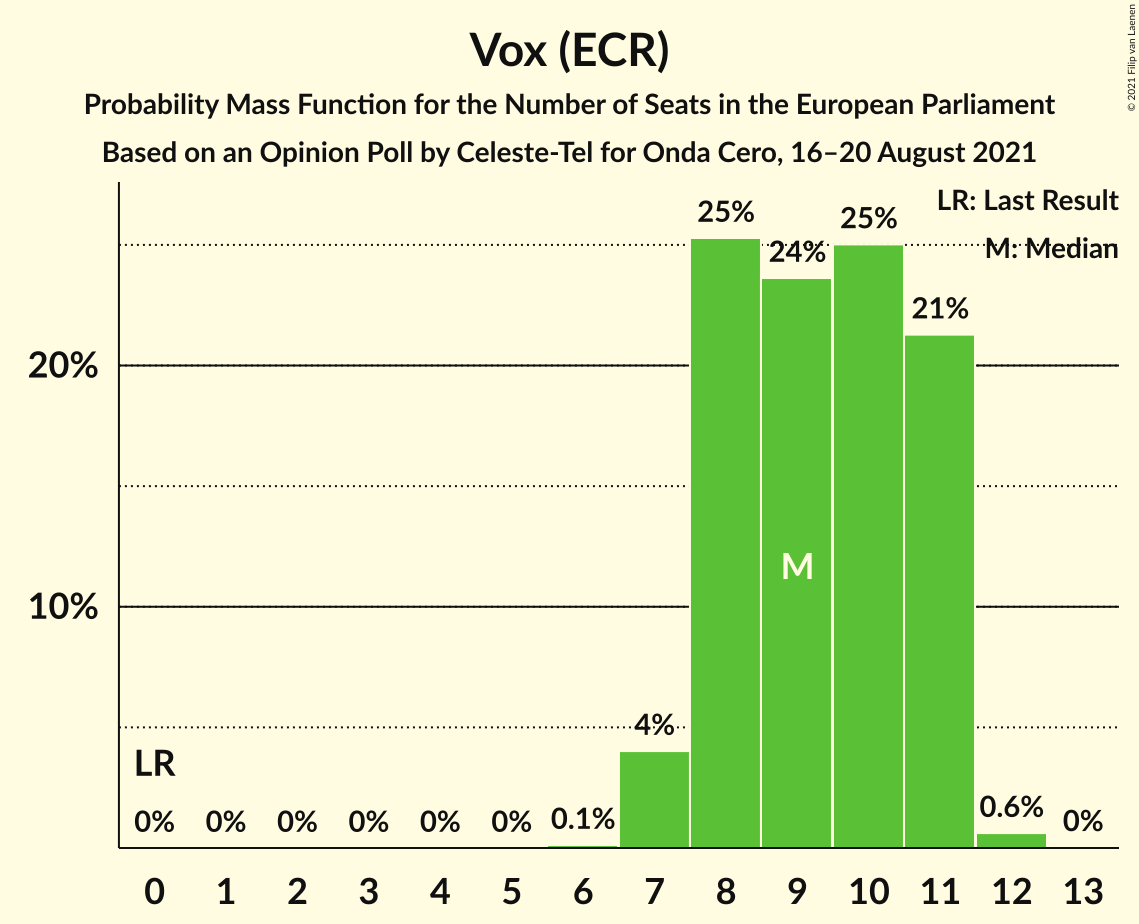 Vox (ECR)
Probability Mass Function for the Number of Seats in the European Parliament
Based on an Opinion Poll by Celeste-Tel for Onda Cero, 16–20 August 2021
© 2021 Filip van Laenen
LR: Last Result
M: Median
25%
24%
25%
21%
20%
10%
M
4%
LR
0%
0%
0%
0%
0%
0%
0.1%
0.6%
0%
0 1 2 3 4 5 6 7 8 9 10 11 12 13